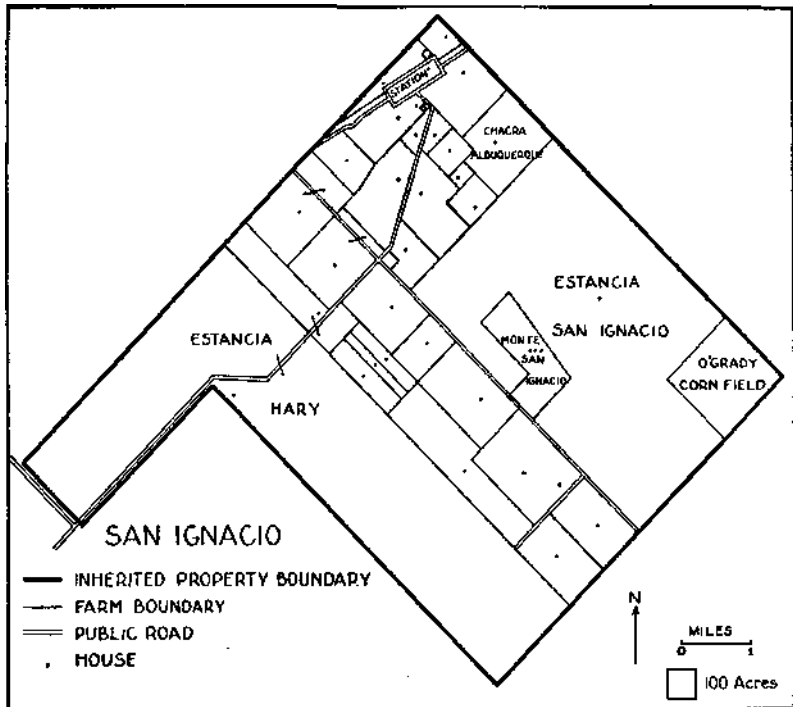 STATION
CHACRA
ALBUQUERQUE
ESTANCIA
SAN IGNACIO
MONTE
SAN
IGNACIO
O'GRADY
CORN FIELD
ESTANCIA
HARY
SAN IGNACIO
INHERITED PROPERTY BOUNDARY
FARM BOUNDARY
PUBLIC ROAD
HOUSE
N
MILES
0 1
100 Acres